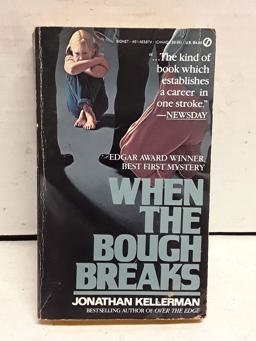 SIGNET
"...The kind of
book which
establishes
a career in
one stroke."
—NEWSDAY
EDGAR AWARD WINNER,
BEST FIRST MYSTERY
WHEN
THE
BOUGH
BREAKS
JONATHAN KELLERMAN
BESTSELLING AUTHOR OF OVER THE EDGE